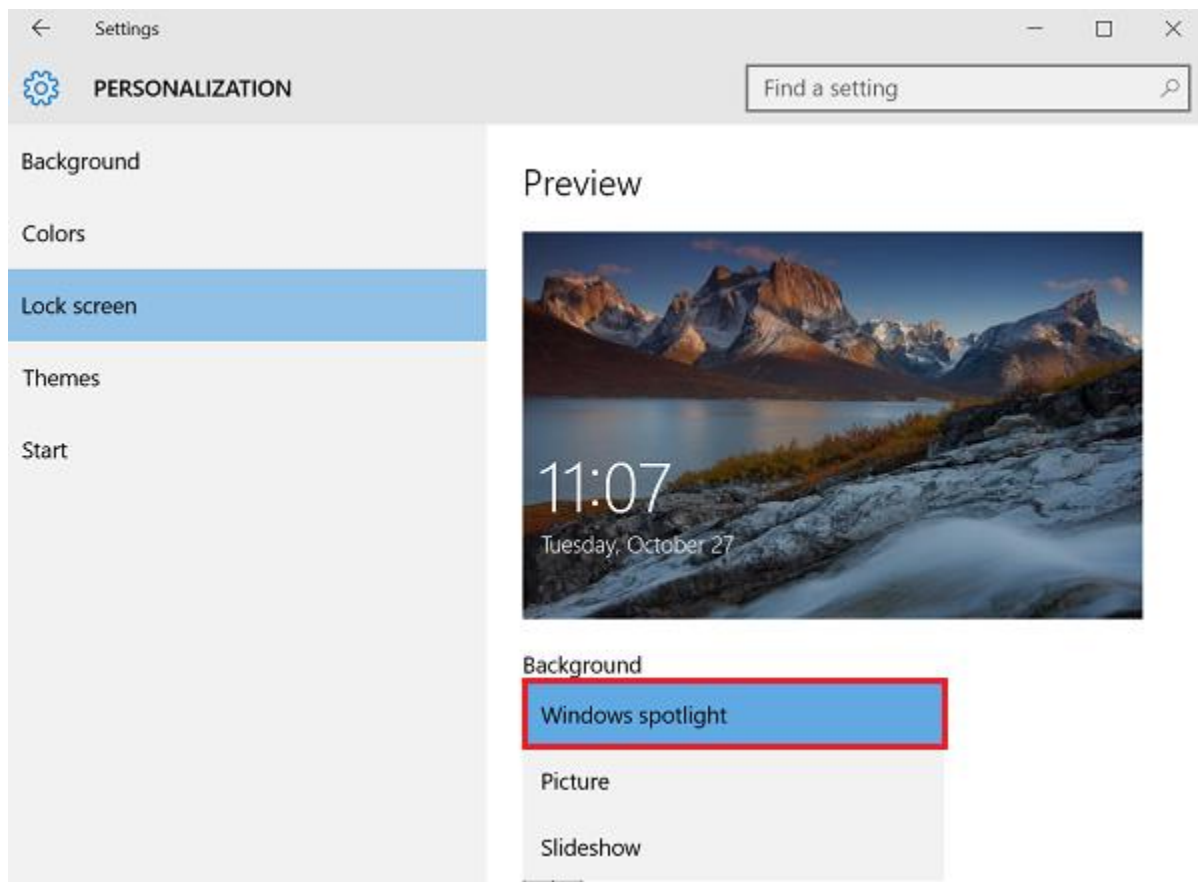 Settings
PERSONALIZATION
Find a setting
Background
Colors
Lock screen
Themes
Start
Preview
11:07
Tuesday, October 27
Background
Windows spotlight
Picture
Slideshow